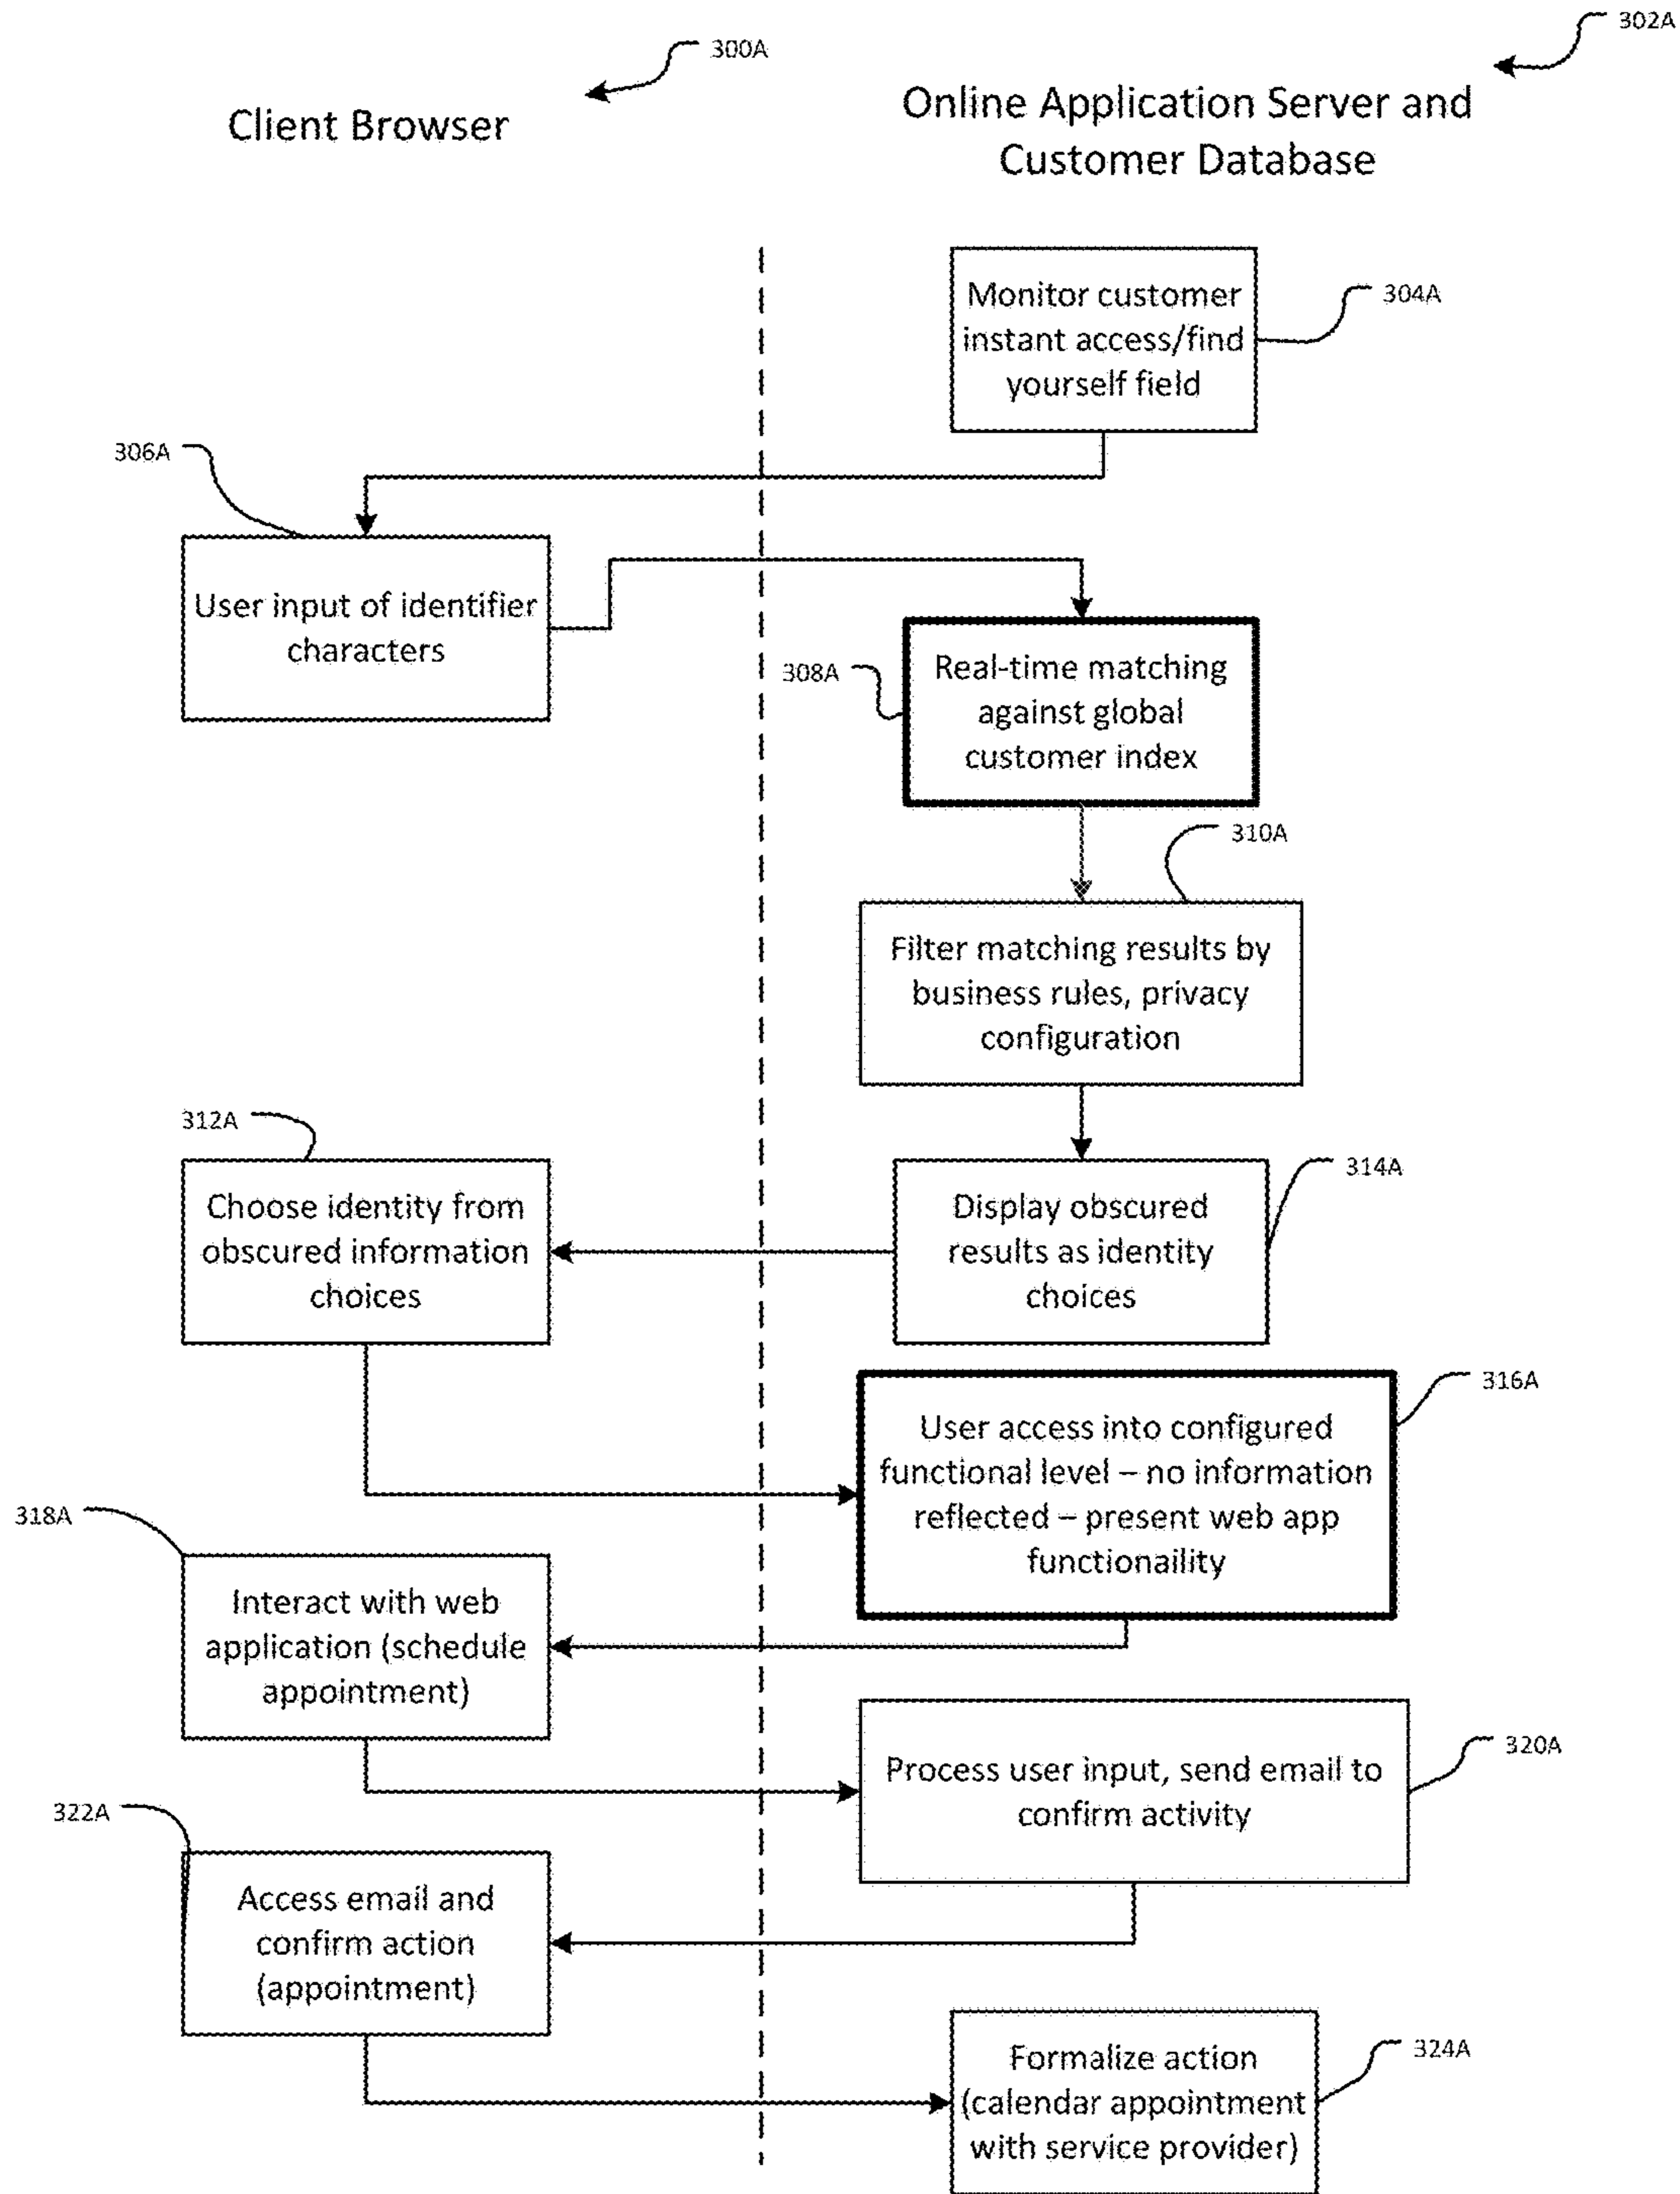 300A
302A
Client Browser
Online Application Server and
Customer Database
Monitor customer
instant access/find
yourself field
304A
306A
User input of identifier
characters
308A
Real-time matching
against global
customer index
310A
Filter matching results by
business rules, privacy
configuration
312A
Choose identity from
obscured information
choices
Display obscured
results as identity
choices
314A
User access into configured
functional level – no information
reflected – present web app
functionaility
316A
318A
Interact with web
application (schedule
appointment)
Process user input, send email to
confirm activity
320A
322A
Access email and
confirm action
(appointment)
Formalize action
(calendar appointment
with service provider)
324A